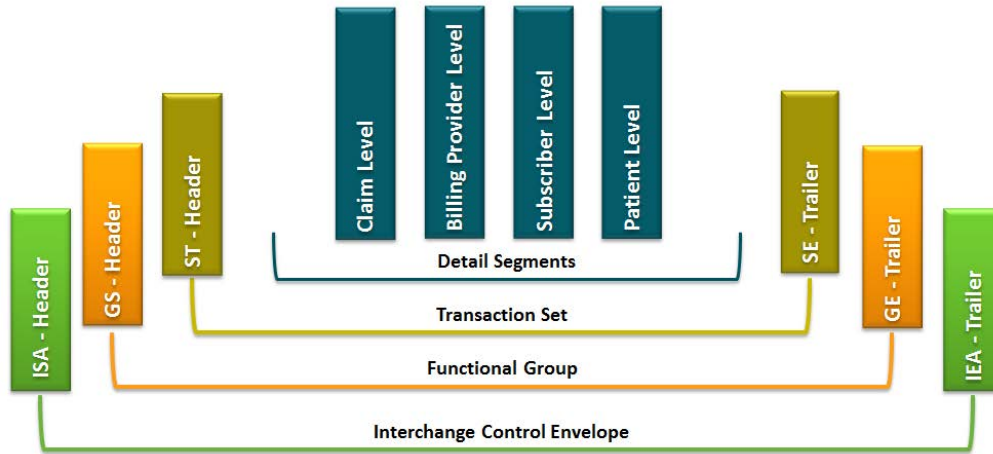 ISA - Header
GS - Header
ST - Header
Claim Level
Billing Provider Level
Subscriber Level
Patient Level
SE - Trailer
GE - Trailer
IEA - Trailer
Detail Segments
Transaction Set
Functional Group
Interchange Control Envelope